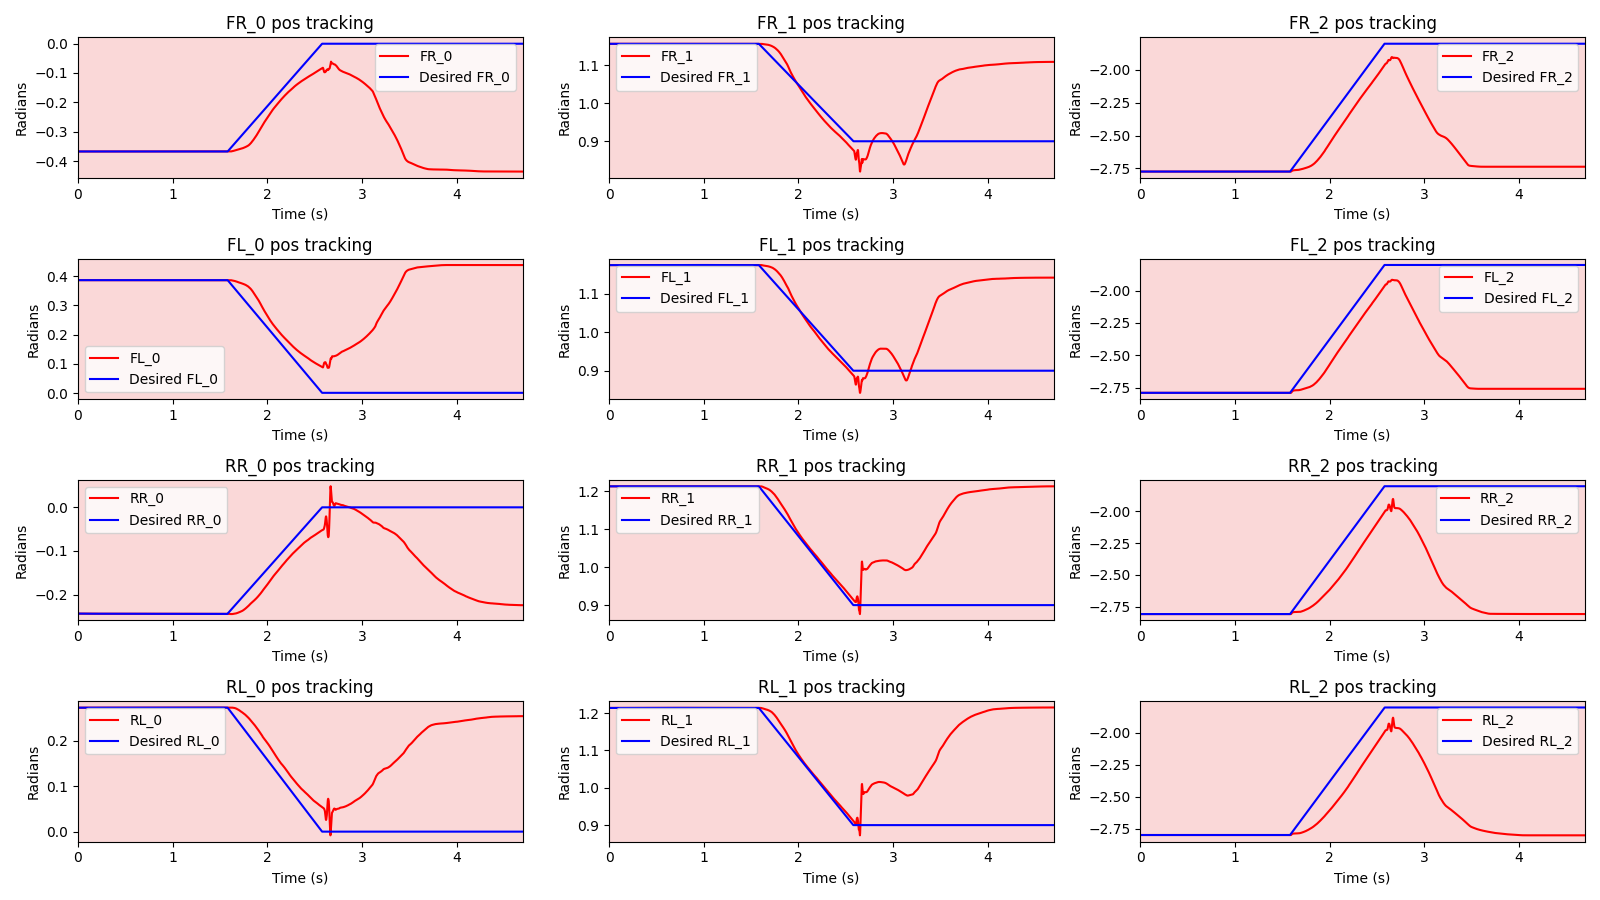 FR_0 pos tracking
Radians
0.0
−0.1
−0.2
−0.3
−0.4
FR_0
Desired FR_0
0 1 2 3 4
Time (s)
FR_1 pos tracking
Radians
1.1
1.0
0.9
FR_1
Desired FR_1
0 1 2 3 4
Time (s)
FR_2 pos tracking
Radians
−2.00
−2.25
−2.50
−2.75
FR_2
Desired FR_2
0 1 2 3 4
Time (s)
FL_0 pos tracking
Radians
0.4
0.3
0.2
0.1
0.0
FL_0
Desired FL_0
0 1 2 3 4
Time (s)
FL_1 pos tracking
Radians
1.1
1.0
0.9
FL_1
Desired FL_1
0 1 2 3 4
Time (s)
FL_2 pos tracking
Radians
−2.00
−2.25
−2.50
−2.75
FL_2
Desired FL_2
0 1 2 3 4
Time (s)
RR_0 pos tracking
Radians
0.0
−0.1
−0.2
RR_0
Desired RR_0
0 1 2 3 4
Time (s)
RR_1 pos tracking
Radians
1.2
1.1
1.0
0.9
RR_1
Desired RR_1
0 1 2 3 4
Time (s)
RR_2 pos tracking
Radians
−2.00
−2.25
−2.50
−2.75
RR_2
Desired RR_2
0 1 2 3 4
Time (s)
RL_0 pos tracking
Radians
0.2
0.1
0.0
RL_0
Desired RL_0
0 1 2 3 4
Time (s)
RL_1 pos tracking
Radians
1.2
1.1
1.0
0.9
RL_1
Desired RL_1
0 1 2 3 4
Time (s)
RL_2 pos tracking
Radians
−2.00
−2.25
−2.50
−2.75
RL_2
Desired RL_2
0 1 2 3 4
Time (s)